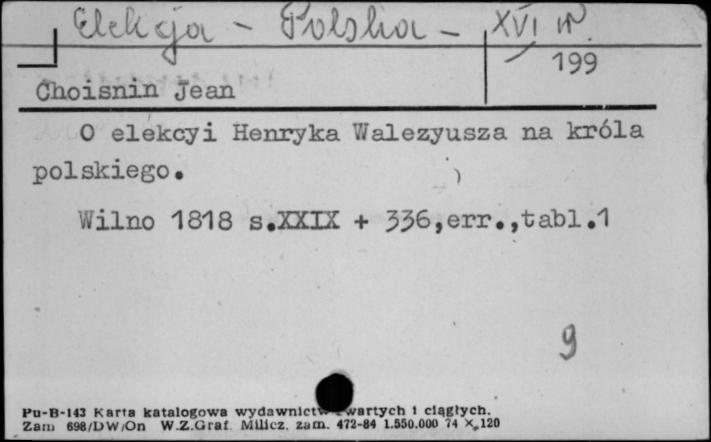 Elekcja - Polska - XVI w.
199
Choisnin Jean
O elekcyi Henryka Walezyusza na króla
polskiego.
Wilno 1818 s.XXIX + 336,err.,tabl.1
9
Pu-B-143 Karta katalogowa wydawnictw zwartych i ciągłych.
Zam 698/DW/On W.Z.Graf. Milicz. zam. 472-84 1.550.000 74 X 120